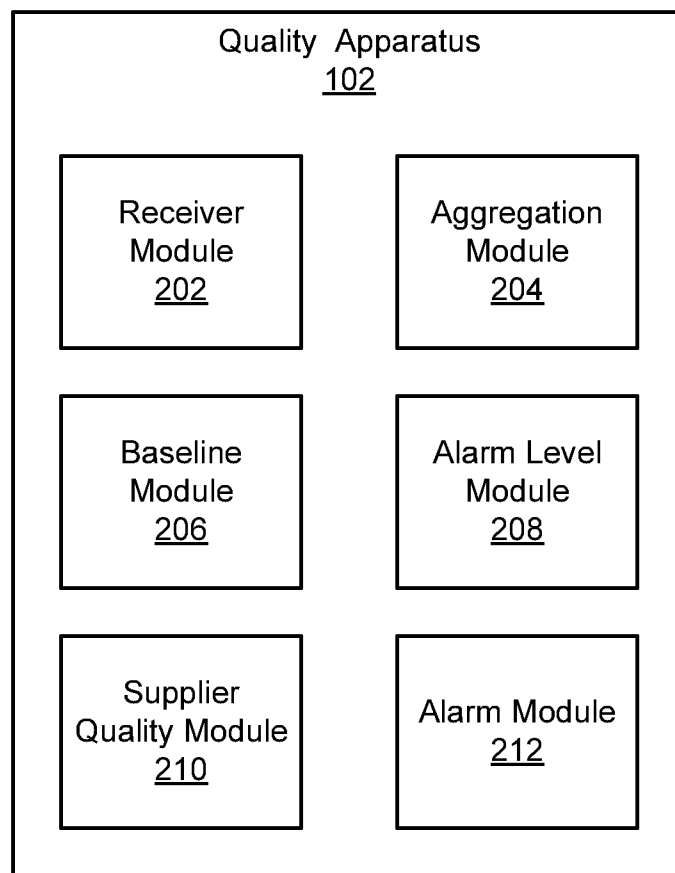 Quality Apparatus
102
Receiver
Module
202
Aggregation
Module
204
Baseline
Module
206
Alarm Level
Module
208
Supplier
Quality Module
210
Alarm Module
212